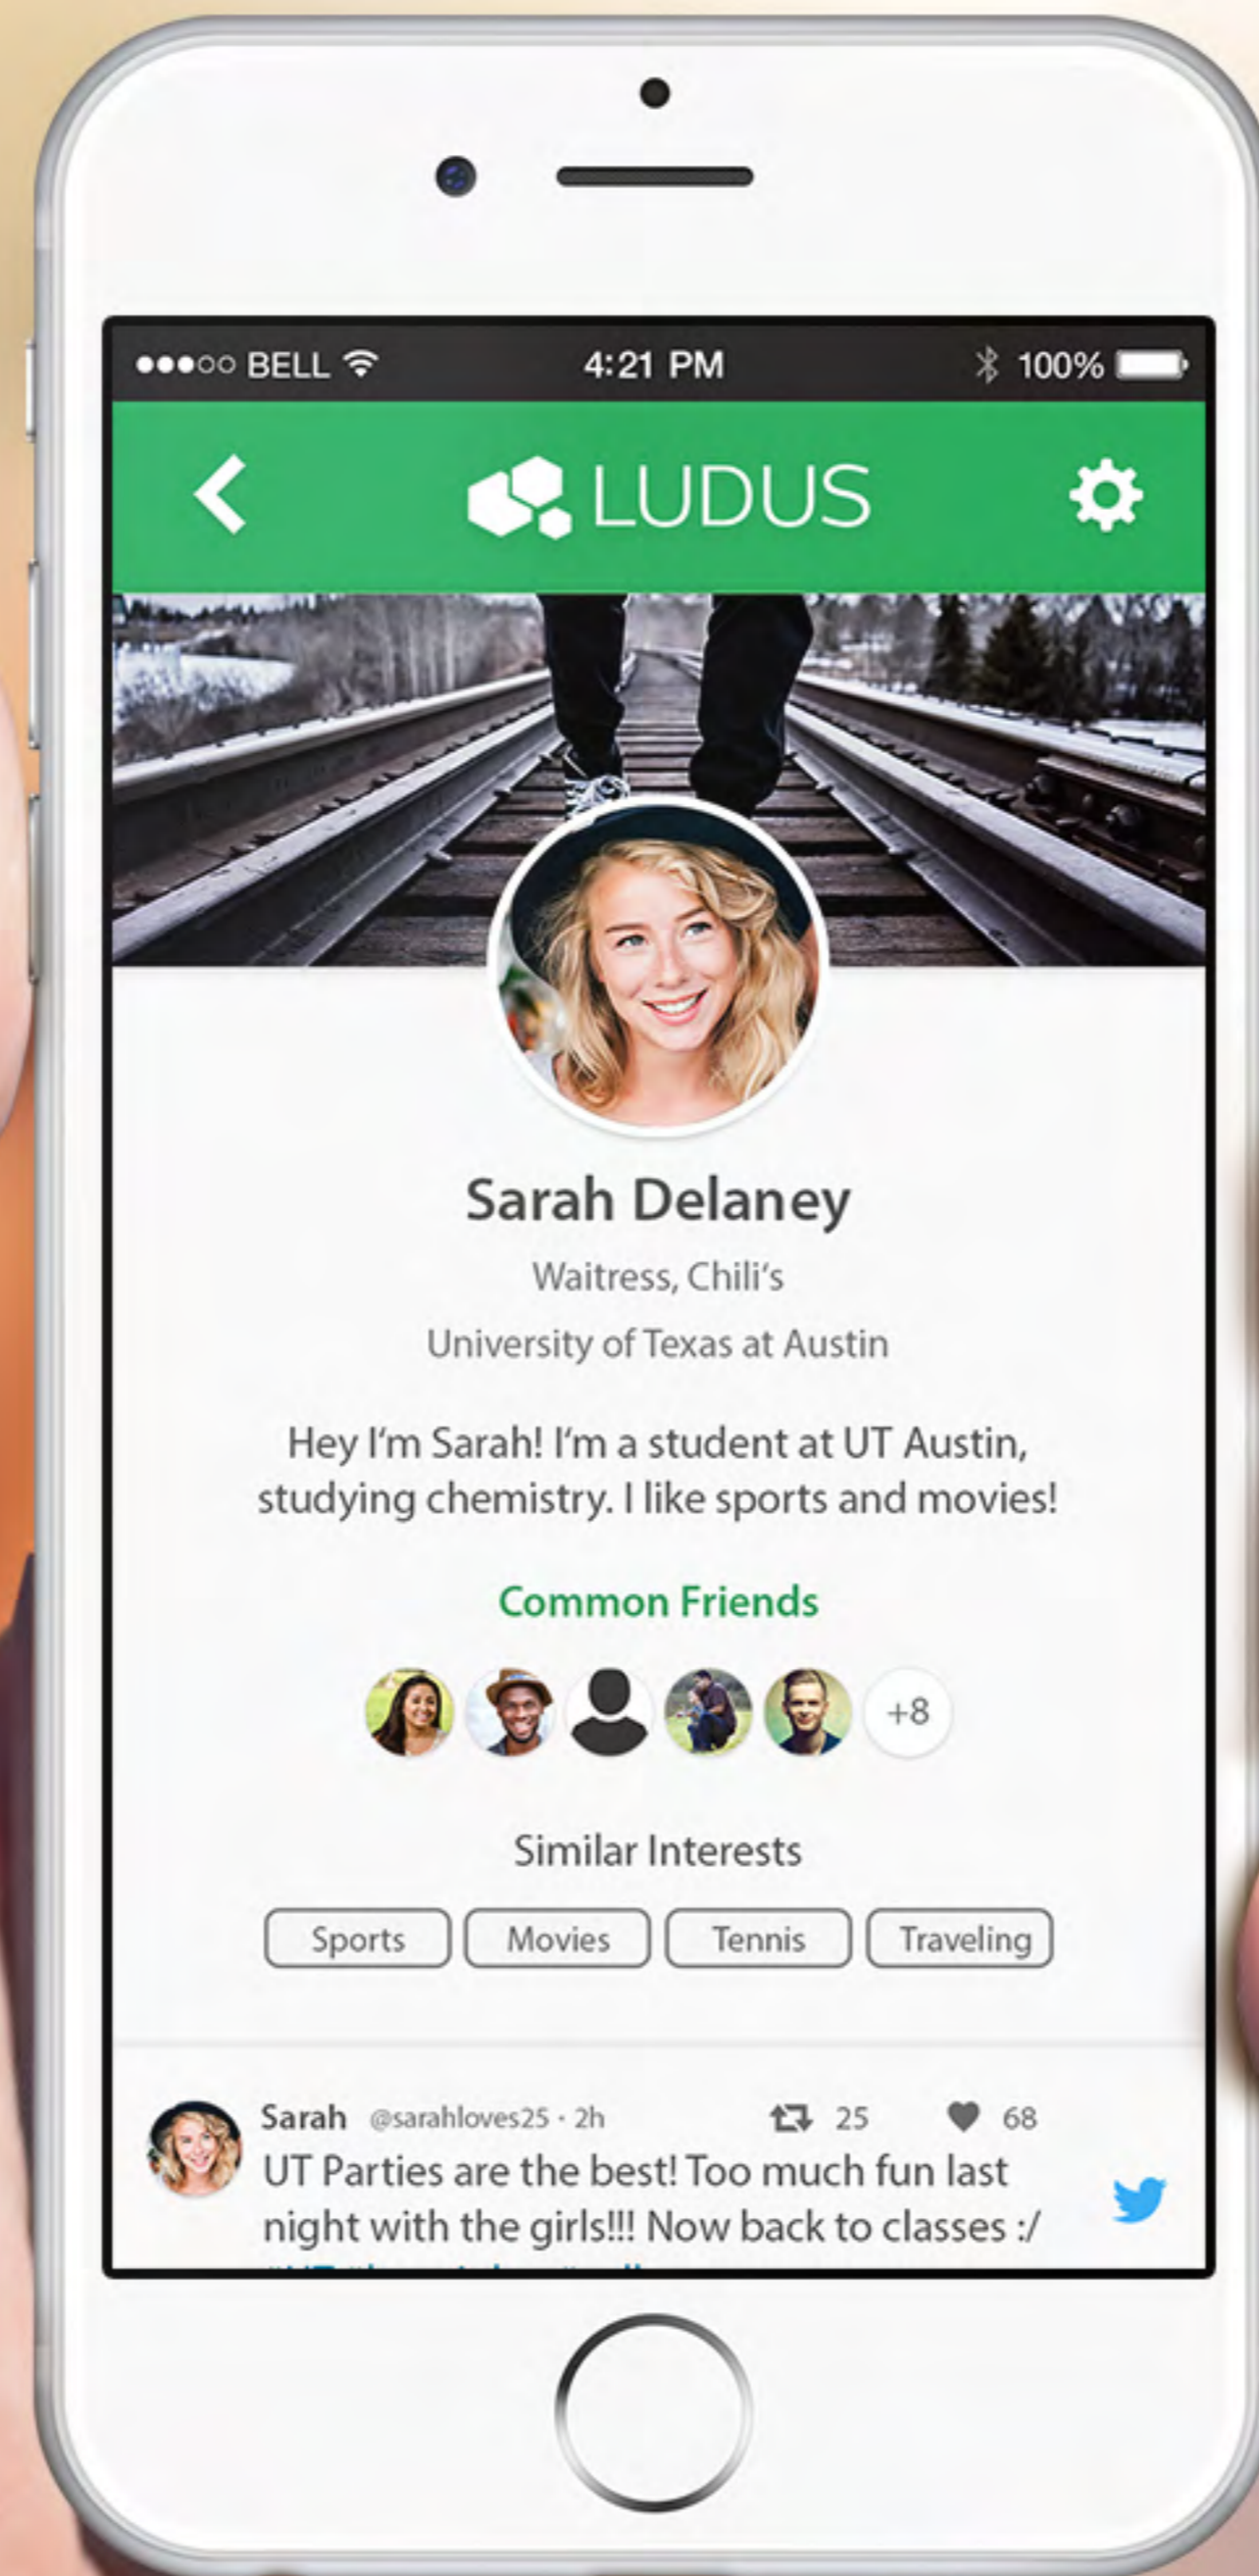 BELL 4:21 PM 100%
LUDUS
Sarah Delaney
Waitress, Chili's
University of Texas at Austin
Hey I'm Sarah! I'm a student at UT Austin,
studying chemistry. I like sports and movies!
Common Friends
+8
Similar Interests
Sports Movies Tennis Traveling
Sarah @sarahloves25 · 2h 25 68
UT Parties are the best! Too much fun last
night with the girls!!! Now back to classes :/